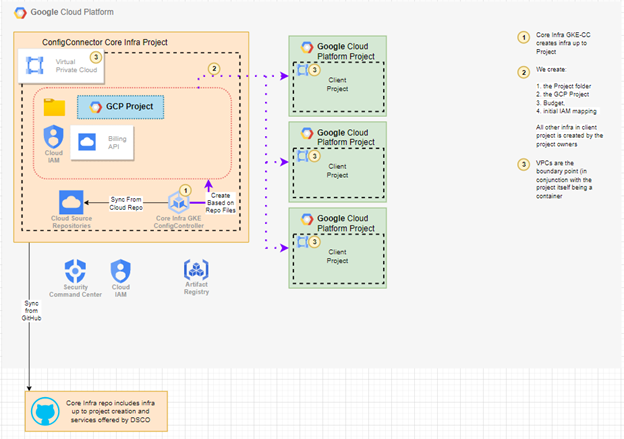 Google Cloud Platform
ConfigConnector Core Infra Project
Virtual
Private Cloud
3
GCP Project
Cloud
IAM
Billing
API
Cloud Source
Repositories
Sync From
Cloud Repo
1
Core Infra GKE
ConfigController
Create
Based on
Repo Files
2
Security
Command Center
Cloud
IAM
Artifact
Registry
Sync
from
GitHub
Core Infra repo includes infra
up to project creation and
services offered by DSCO
Google Cloud
Platform Project
3
Client
Project
Google Cloud
Platform Project
3
Client
Project
Google Cloud
Platform Project
3
Client
Project
1
Core Infra GKE-CC
creates infra up to
Project
2
We create:
1. the Project folder
2. the GCP Project
3. Budget,
4. initial IAM mapping
All other infra in client
project is created by the
project owners
3
VPCs are the
boundary point (in
conjunction with the
project itself being a
container